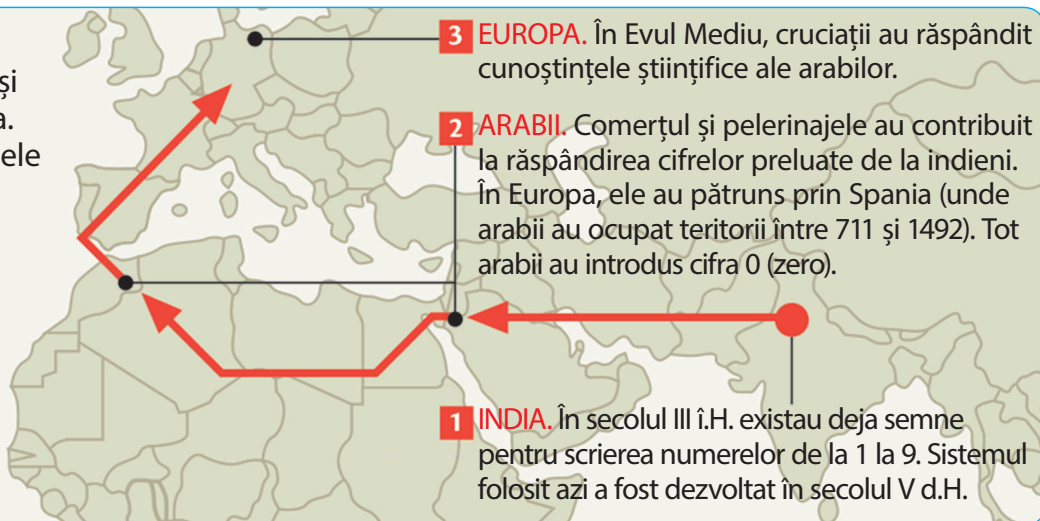 și
a.
ele
3 EUROPA. În Evul Mediu, cruciații au răspândit
cunoștințele științifice ale arabilor.
2 ARABII. Comerțul și pelerinajele au contribuit
la răspândirea cifrelor preluate de la indieni.
În Europa, ele au pătruns prin Spania (unde
arabii au ocupat teritorii între 711 și 1492). Tot
arabii au introdus cifra 0 (zero).
1 INDIA. În secolul III î.H. existau deja semne
pentru scrierea numerelor de la 1 la 9. Sistemul
folosit azi a fost dezvoltat în secolul V d.H.